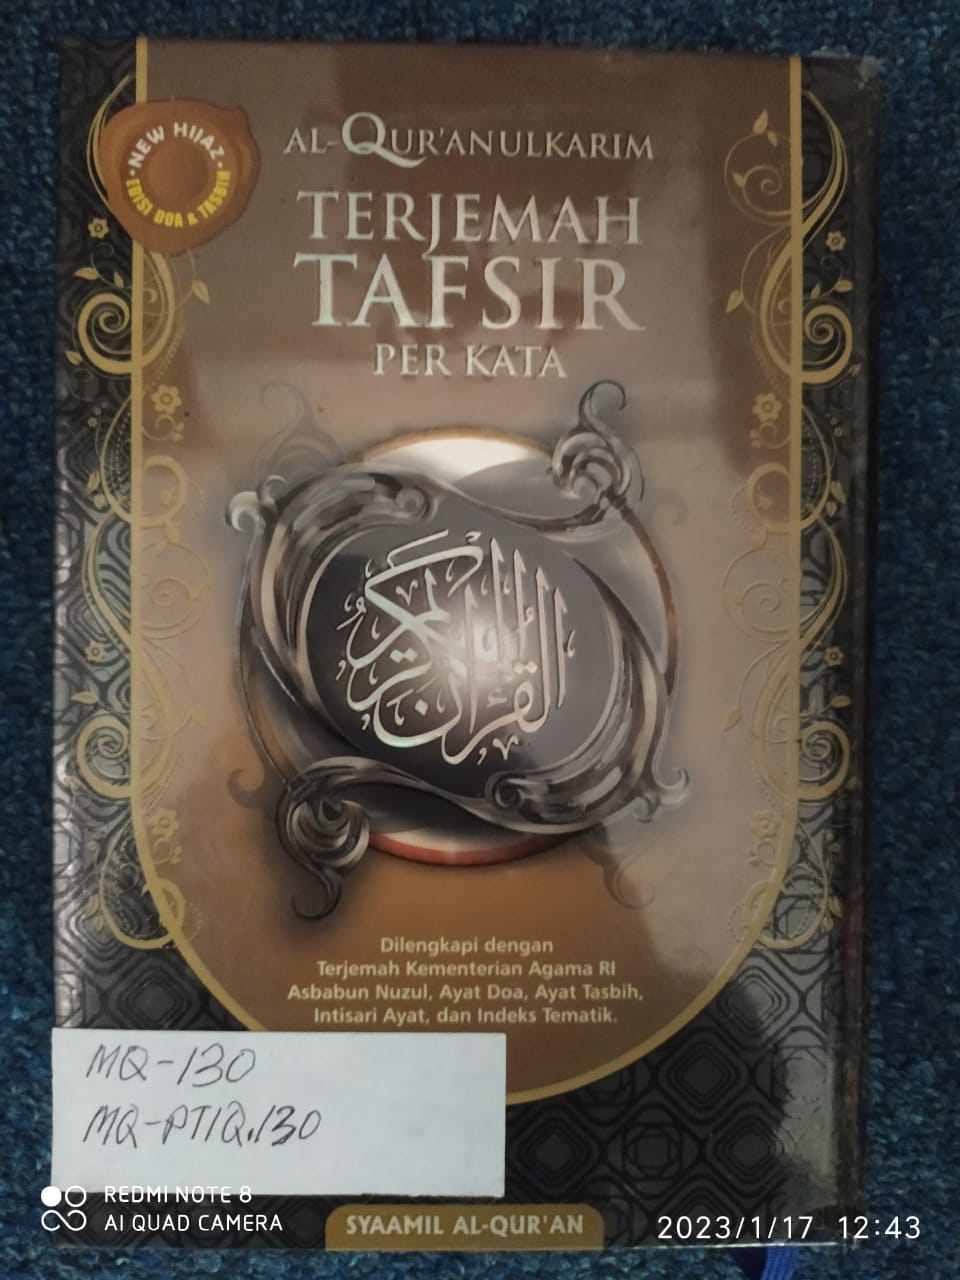 NEW HIJAZ
EDISI DOA & TASBIH
AL-QUR'ANULKARIM
TERJEMAH
TAFSIR
PER KATA
القرآن الكريم
Dilengkapi dengan
Terjemah Kementerian Agama RI
Asbabun Nuzul, Ayat Doa, Ayat Tasbih,
Intisari Ayat, dan Indeks Tematik.
MQ-130
MQ-PTIQ.130
SYAAMIL AL-QUR'AN
REDMI NOTE 8
AI QUAD CAMERA
2023/1/17 12:43